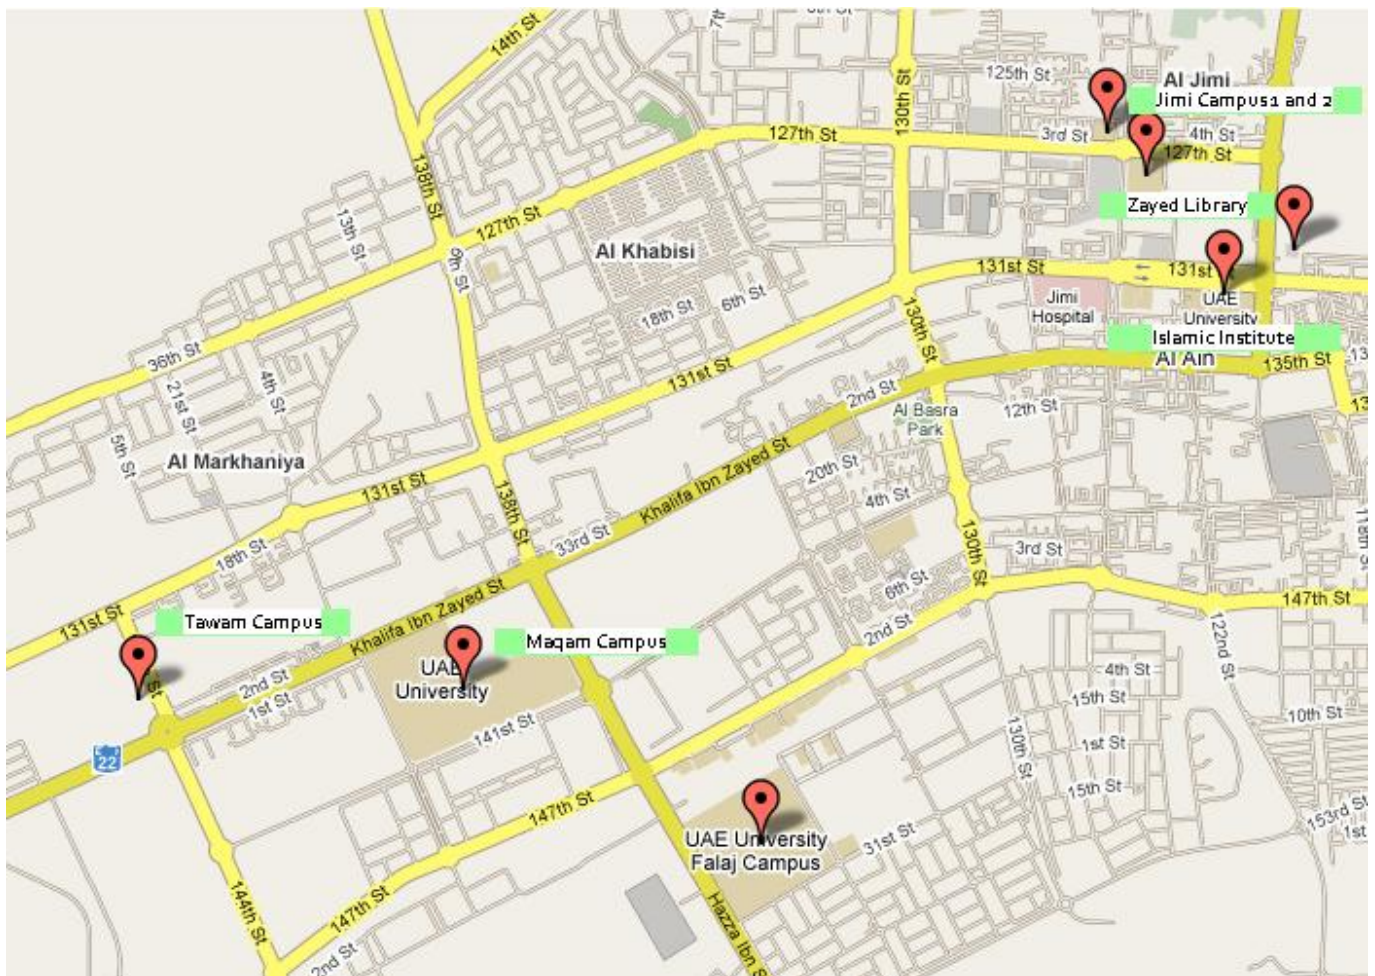 14th St
7th
130th St
125th St
Al Jimi
Jimi Campus1 and 2
127th St
3rd St
4th St
127th St
138th St
13th St
127th St
9th St
Zayed Library
Al Khabisi
131st St
131st St
18th St
6th St
Jimi
Hospital
UAE
University
Islamic Institute
Al Ain
135th St
36th St
21st St
4th St
131st St
130th St
2nd St
Al Basra
Park
12th St
5th St
Al Markhaniya
131st St
138th St
Khalifa Ibn Zayed St
20th St
4th St
18th St
33rd St
130th St
3rd St
118th St
6th St
147th St
131st St
Tawam Campus
Khalifa Ibn Zayed St
Maqam Campus
2nd St
122nd St
UAE
University
St
2nd St
1st St
4th St
15th St
10th St
141st St
130th St
1st St
22
15th St
147th St
153rd St
1st
UAE University
Falaj Campus
31st St
144th St
147th St
2nd St
Hazza Ibn S